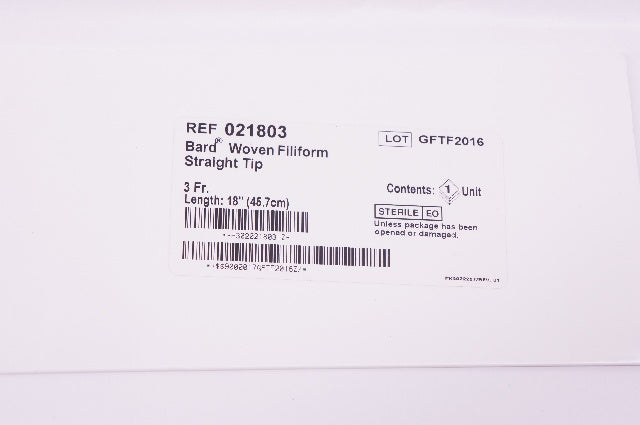 REF 021803
LOT GFTF2016
Bard® Woven Filiform
Straight Tip
3 Fr.
Length: 18" (45.7cm)
Contents: 1 Unit
STERILE EO
Unless package has been
opened or damaged.